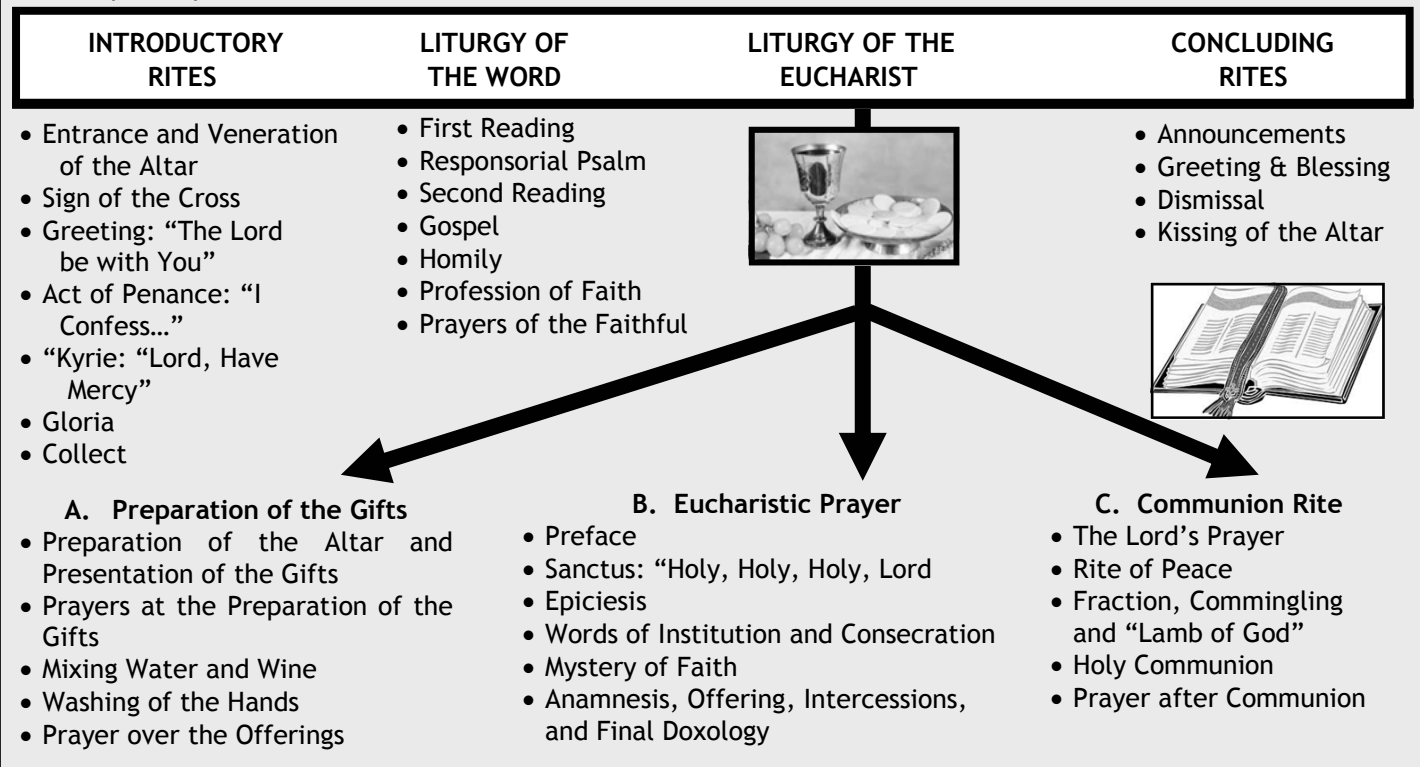 INTRODUCTORY
RITES
LITURGY OF
THE WORD
LITURGY OF THE
EUCHARIST
CONCLUDING
RITES
• Entrance and Veneration
of the Altar
• Sign of the Cross
• Greeting: “The Lord
be with You”
• Act of Penance: “I
Confess…”
• “Kyrie: “Lord, Have
Mercy”
• Gloria
• Collect
• First Reading
• Responsorial Psalm
• Second Reading
• Gospel
• Homily
• Profession of Faith
• Prayers of the Faithful
• Announcements
• Greeting & Blessing
• Dismissal
• Kissing of the Altar
A. Preparation of the Gifts
• Preparation of the Altar and
Presentation of the Gifts
• Prayers at the Preparation of the
Gifts
• Mixing Water and Wine
• Washing of the Hands
• Prayer over the Offerings
B. Eucharistic Prayer
• Preface
• Sanctus: “Holy, Holy, Holy, Lord
• Epiciesis
• Words of Institution and Consecration
• Mystery of Faith
• Anamnesis, Offering, Intercessions,
and Final Doxology
C. Communion Rite
• The Lord’s Prayer
• Rite of Peace
• Fraction, Commingling
and “Lamb of God”
• Holy Communion
• Prayer after Communion